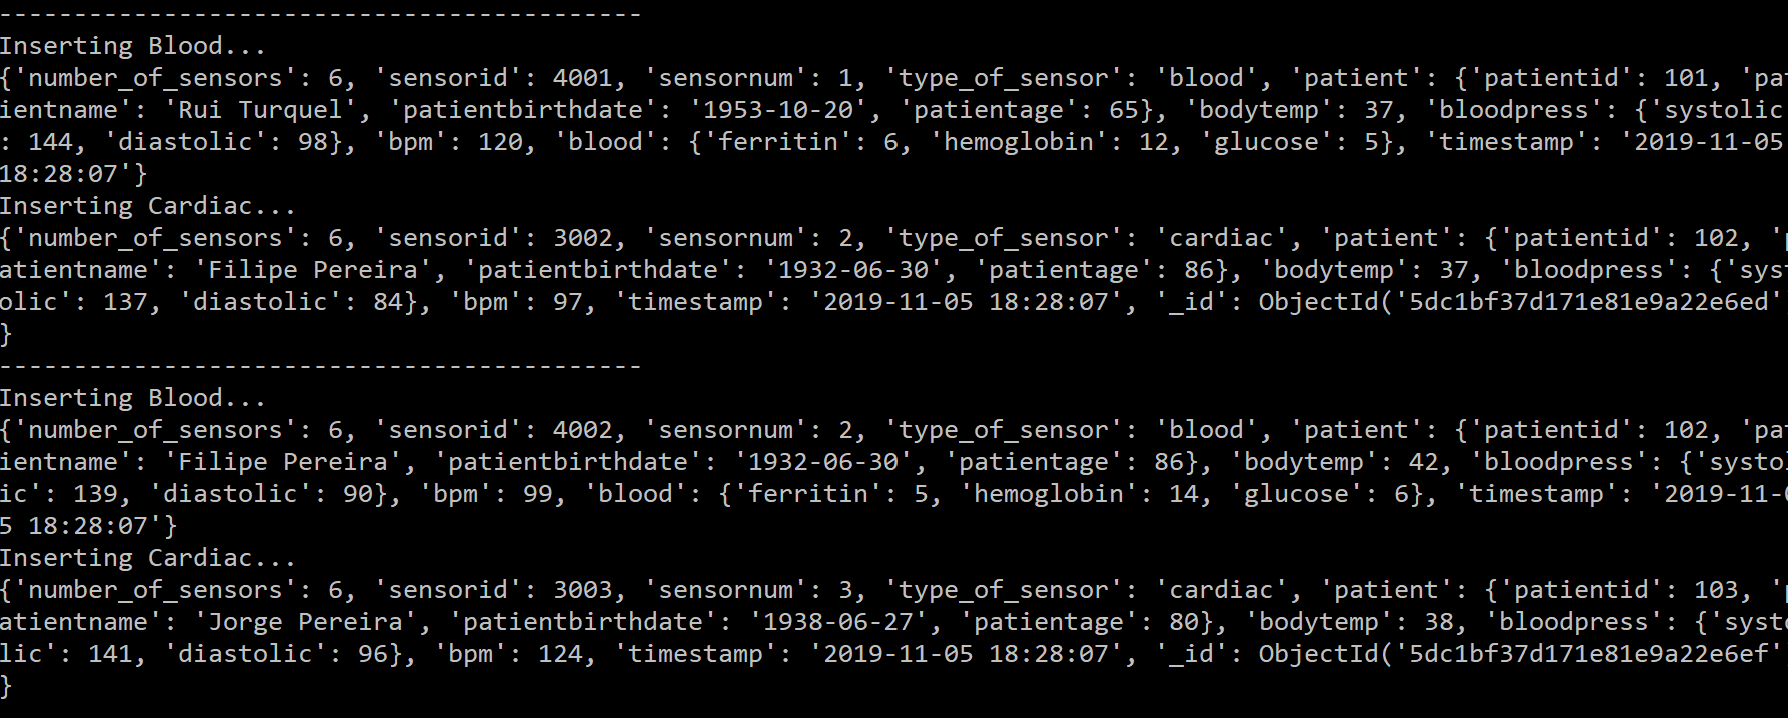 -------------------------------------------
Inserting Blood...
{'number_of_sensors': 6, 'sensorid': 4001, 'sensornum': 1, 'type_of_sensor': 'blood', 'patient': {'patientid': 101, 'pat
ientname': 'Rui Turquel', 'patientbirthdate': '1953-10-20', 'patientage': 65}, 'bodytemp': 37, 'bloodpress': {'systolic'
: 144, 'diastolic': 98}, 'bpm': 120, 'blood': {'ferritin': 6, 'hemoglobin': 12, 'glucose': 5}, 'timestamp': '2019-11-05
18:28:07'}
Inserting Cardiac...
{'number_of_sensors': 6, 'sensorid': 3002, 'sensornum': 2, 'type_of_sensor': 'cardiac', 'patient': {'patientid': 102, 'p
atientname': 'Filipe Pereira', 'patientbirthdate': '1932-06-30', 'patientage': 86}, 'bodytemp': 37, 'bloodpress': {'syst
olic': 137, 'diastolic': 84}, 'bpm': 97, 'timestamp': '2019-11-05 18:28:07', '_id': ObjectId('5dc1bf37d171e81e9a22e6ed'
}
-------------------------------------------
Inserting Blood...
{'number_of_sensors': 6, 'sensorid': 4002, 'sensornum': 2, 'type_of_sensor': 'blood', 'patient': {'patientid': 102, 'pat
ientname': 'Filipe Pereira', 'patientbirthdate': '1932-06-30', 'patientage': 86}, 'bodytemp': 42, 'bloodpress': {'systol
ic': 139, 'diastolic': 90}, 'bpm': 99, 'blood': {'ferritin': 5, 'hemoglobin': 14, 'glucose': 6}, 'timestamp': '2019-11-0
5 18:28:07'}
Inserting Cardiac...
{'number_of_sensors': 6, 'sensorid': 3003, 'sensornum': 3, 'type_of_sensor': 'cardiac', 'patient': {'patientid': 103, 'p
atientname': 'Jorge Pereira', 'patientbirthdate': '1938-06-27', 'patientage': 80}, 'bodytemp': 38, 'bloodpress': {'systo
lic': 141, 'diastolic': 96}, 'bpm': 124, 'timestamp': '2019-11-05 18:28:07', '_id': ObjectId('5dc1bf37d171e81e9a22e6ef'
}